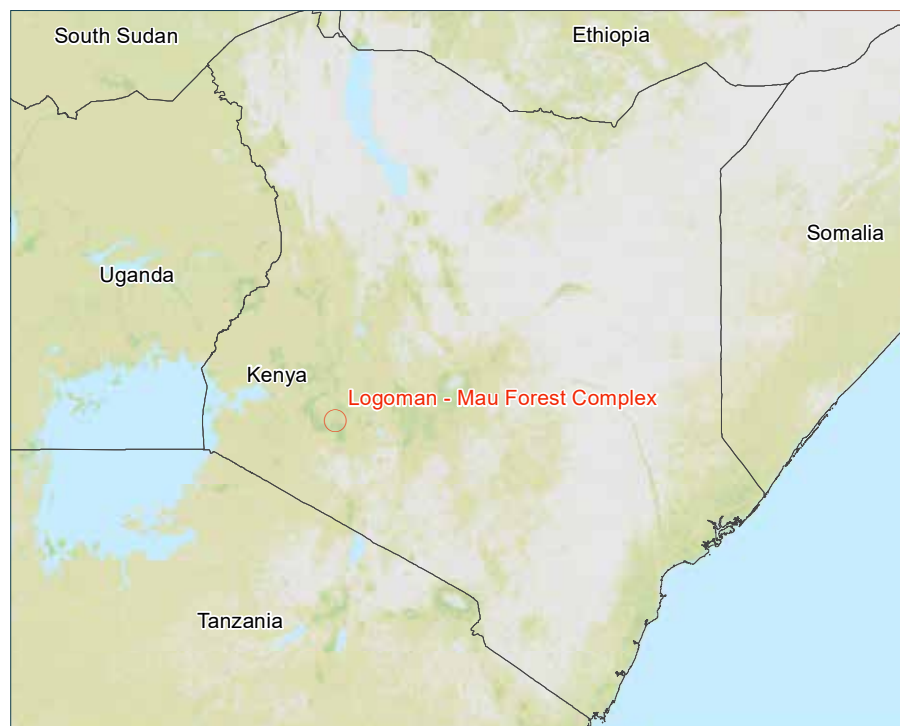 South Sudan
Ethiopia
Somalia
Uganda
Kenya
Logoman - Mau Forest Complex
Tanzania